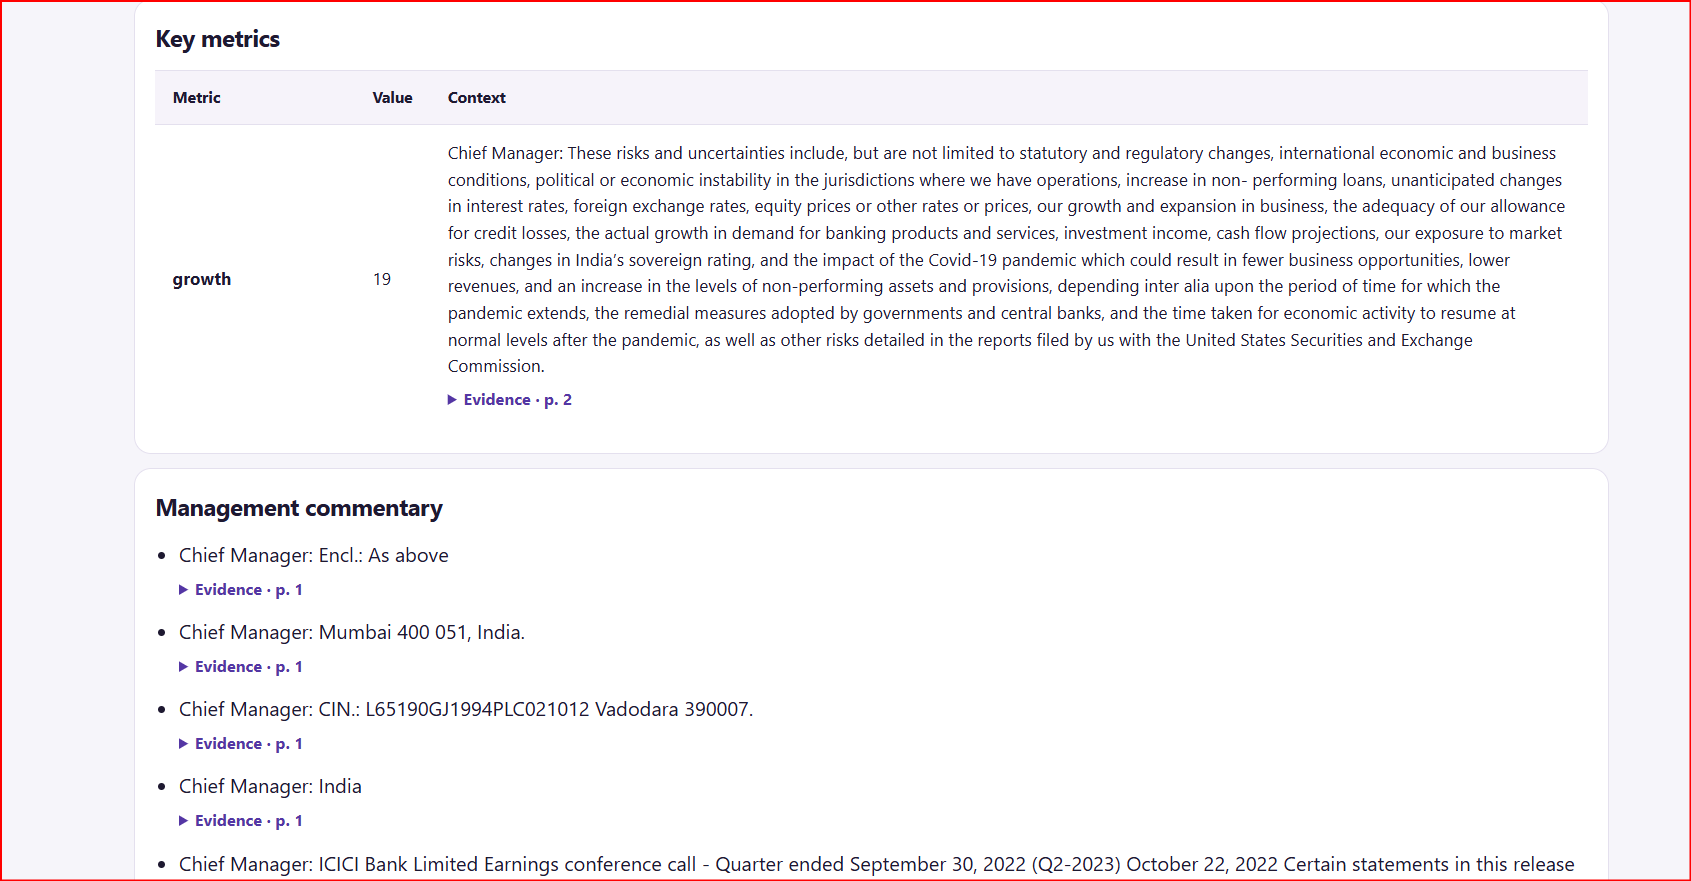 Key metrics
Metric Value Context
Chief Manager: These risks and uncertainties include, but are not limited to statutory and regulatory changes, international economic and business
conditions, political or economic instability in the jurisdictions where we have operations, increase in non- performing loans, unanticipated changes
in interest rates, foreign exchange rates, equity prices or other rates or prices, our growth and expansion in business, the adequacy of our allowance
for credit losses, the actual growth in demand for banking products and services, investment income, cash flow projections, our exposure to market
risks, changes in India's sovereign rating, and the impact of the Covid-19 pandemic which could result in fewer business opportunities, lower
growth 19 revenues, and an increase in the levels of non-performing assets and provisions, depending inter alia upon the period of time for which the
pandemic extends, the remedial measures adopted by governments and central banks, and the time taken for economic activity to resume at
normal levels after the pandemic, as well as other risks detailed in the reports filed by us with the United States Securities and Exchange
Commission.
▶ Evidence · p. 2
Management commentary
• Chief Manager: Encl.: As above
▶ Evidence · p. 1
• Chief Manager: Mumbai 400 051, India.
▶ Evidence · p. 1
• Chief Manager: CIN.: L65190GJ1994PLC021012 Vadodara 390007.
▶ Evidence · p. 1
• Chief Manager: India
▶ Evidence · p. 1
• Chief Manager: ICICI Bank Limited Earnings conference call - Quarter ended September 30, 2022 (Q2-2023) October 22, 2022 Certain statements in this release